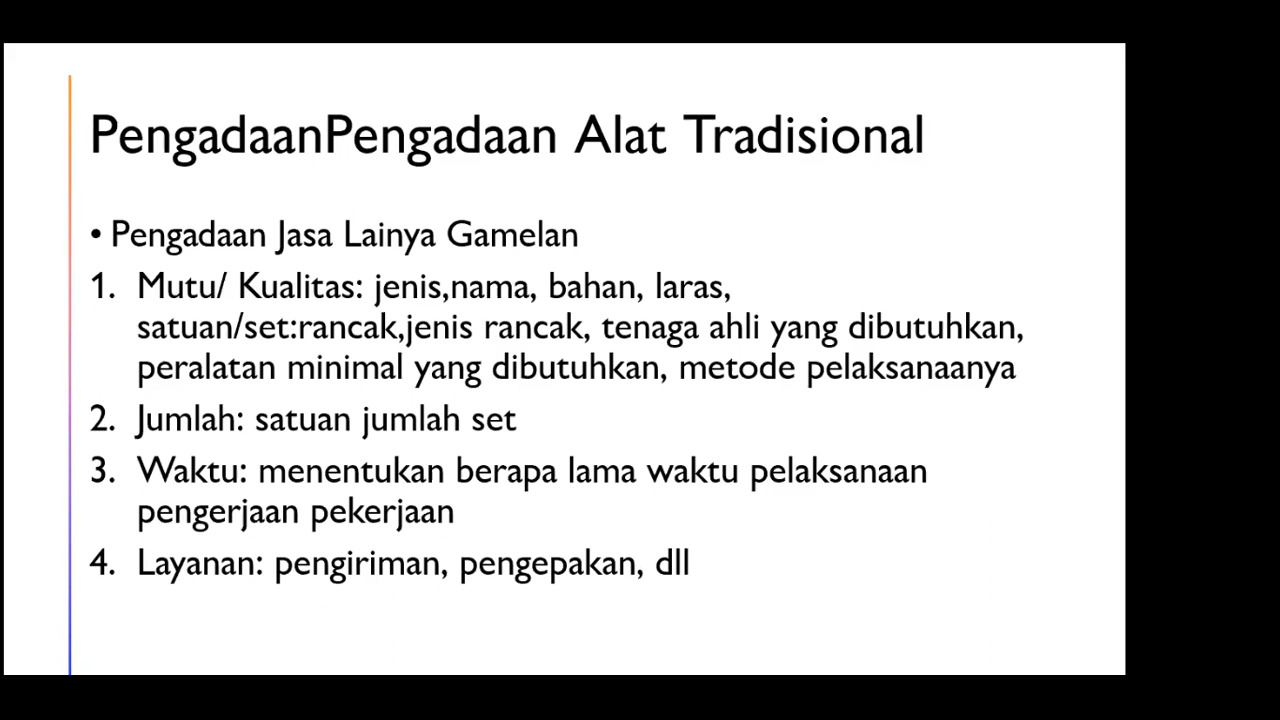 PengadaanPengadaan Alat Tradisional
• Pengadaan Jasa Lainya Gamelan
1. Mutu/ Kualitas: jenis,nama, bahan, laras,
satuan/set:rancak,jenis rancak, tenaga ahli yang dibutuhkan,
peralatan minimal yang dibutuhkan, metode pelaksanaanya
2. Jumlah: satuan jumlah set
3. Waktu: menentukan berapa lama waktu pelaksanaan
pengerjaan pekerjaan
4. Layanan: pengiriman, pengepakan, dll